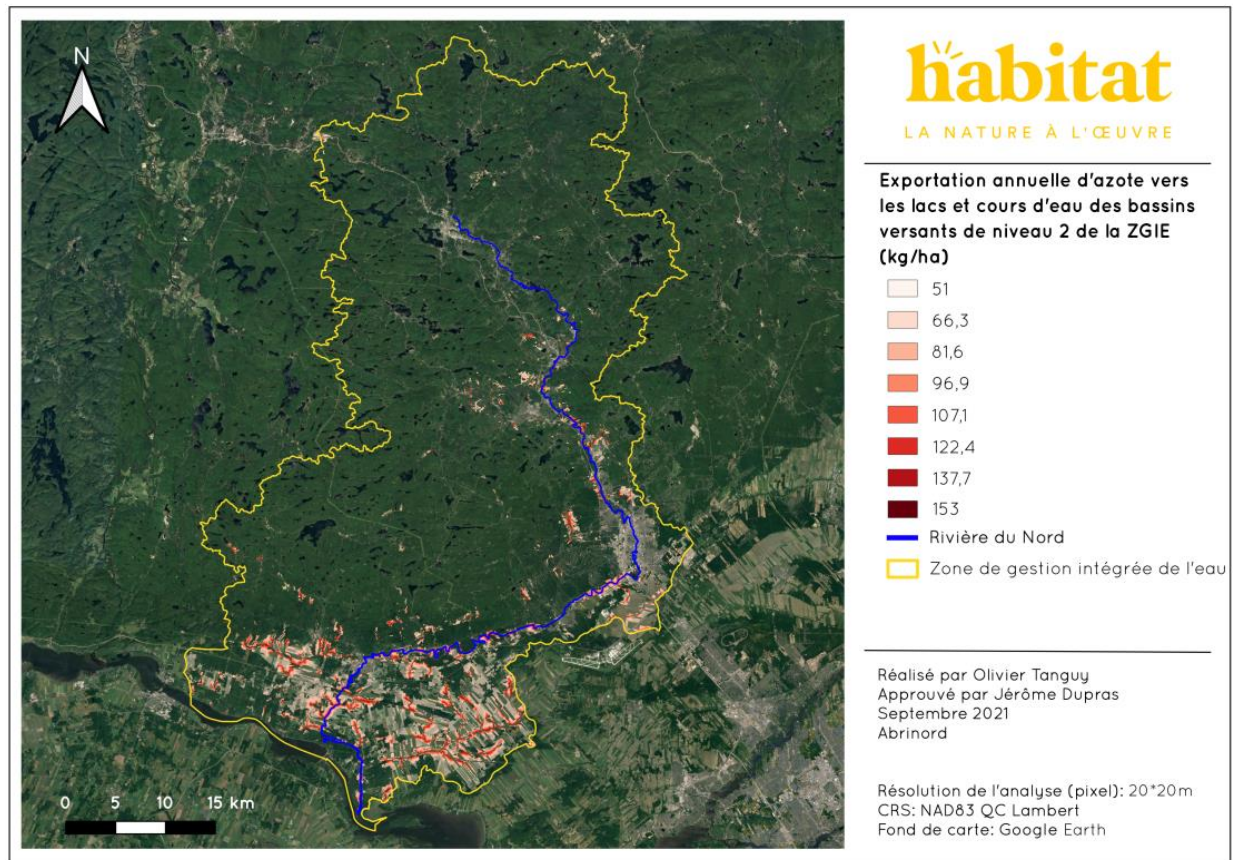 N
0 5 10 15 km
habitat
LA NATURE À L'ŒUVRE
Exportation annuelle d'azote vers
les lacs et cours d'eau des bassins
versants de niveau 2 de la ZGIE
(kg/ha)
51
66,3
81,6
96,9
107,1
122,4
137,7
153
Rivière du Nord
Zone de gestion intégrée de l'eau
Réalisé par Olivier Tanguy
Approuvé par Jérôme Dupras
Septembre 2021
Abrinord
Résolution de l'analyse (pixel): 20*20m
CRS: NAD83 QC Lambert
Fond de carte: Google Earth